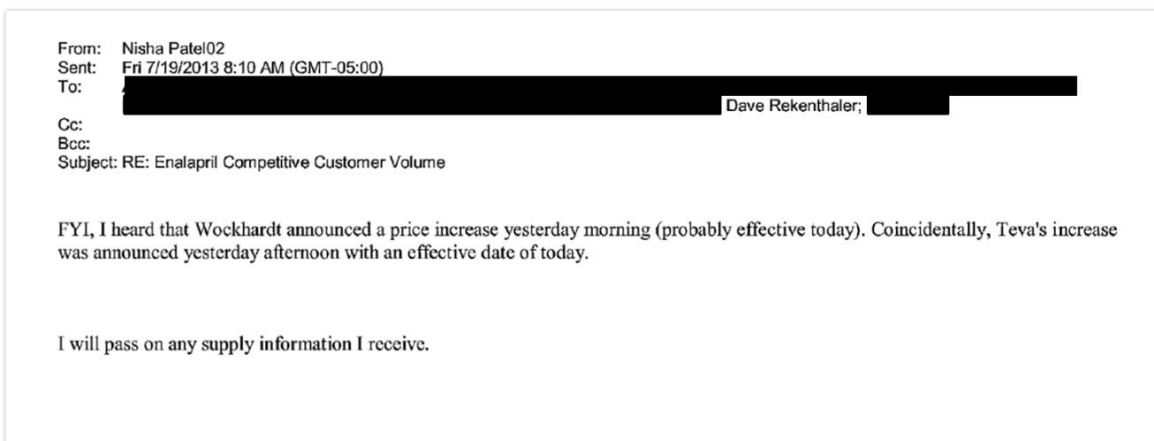 From: Nisha Patel02
Sent: Fri 7/19/2013 8:10 AM (GMT-05:00)
To:
Dave Rekenthaler;
Cc:
Bcc:
Subject: RE: Enalapril Competitive Customer Volume
FYI, I heard that Wockhardt announced a price increase yesterday morning (probably effective today). Coincidentally, Teva's increase
was announced yesterday afternoon with an effective date of today.
I will pass on any supply information I receive.